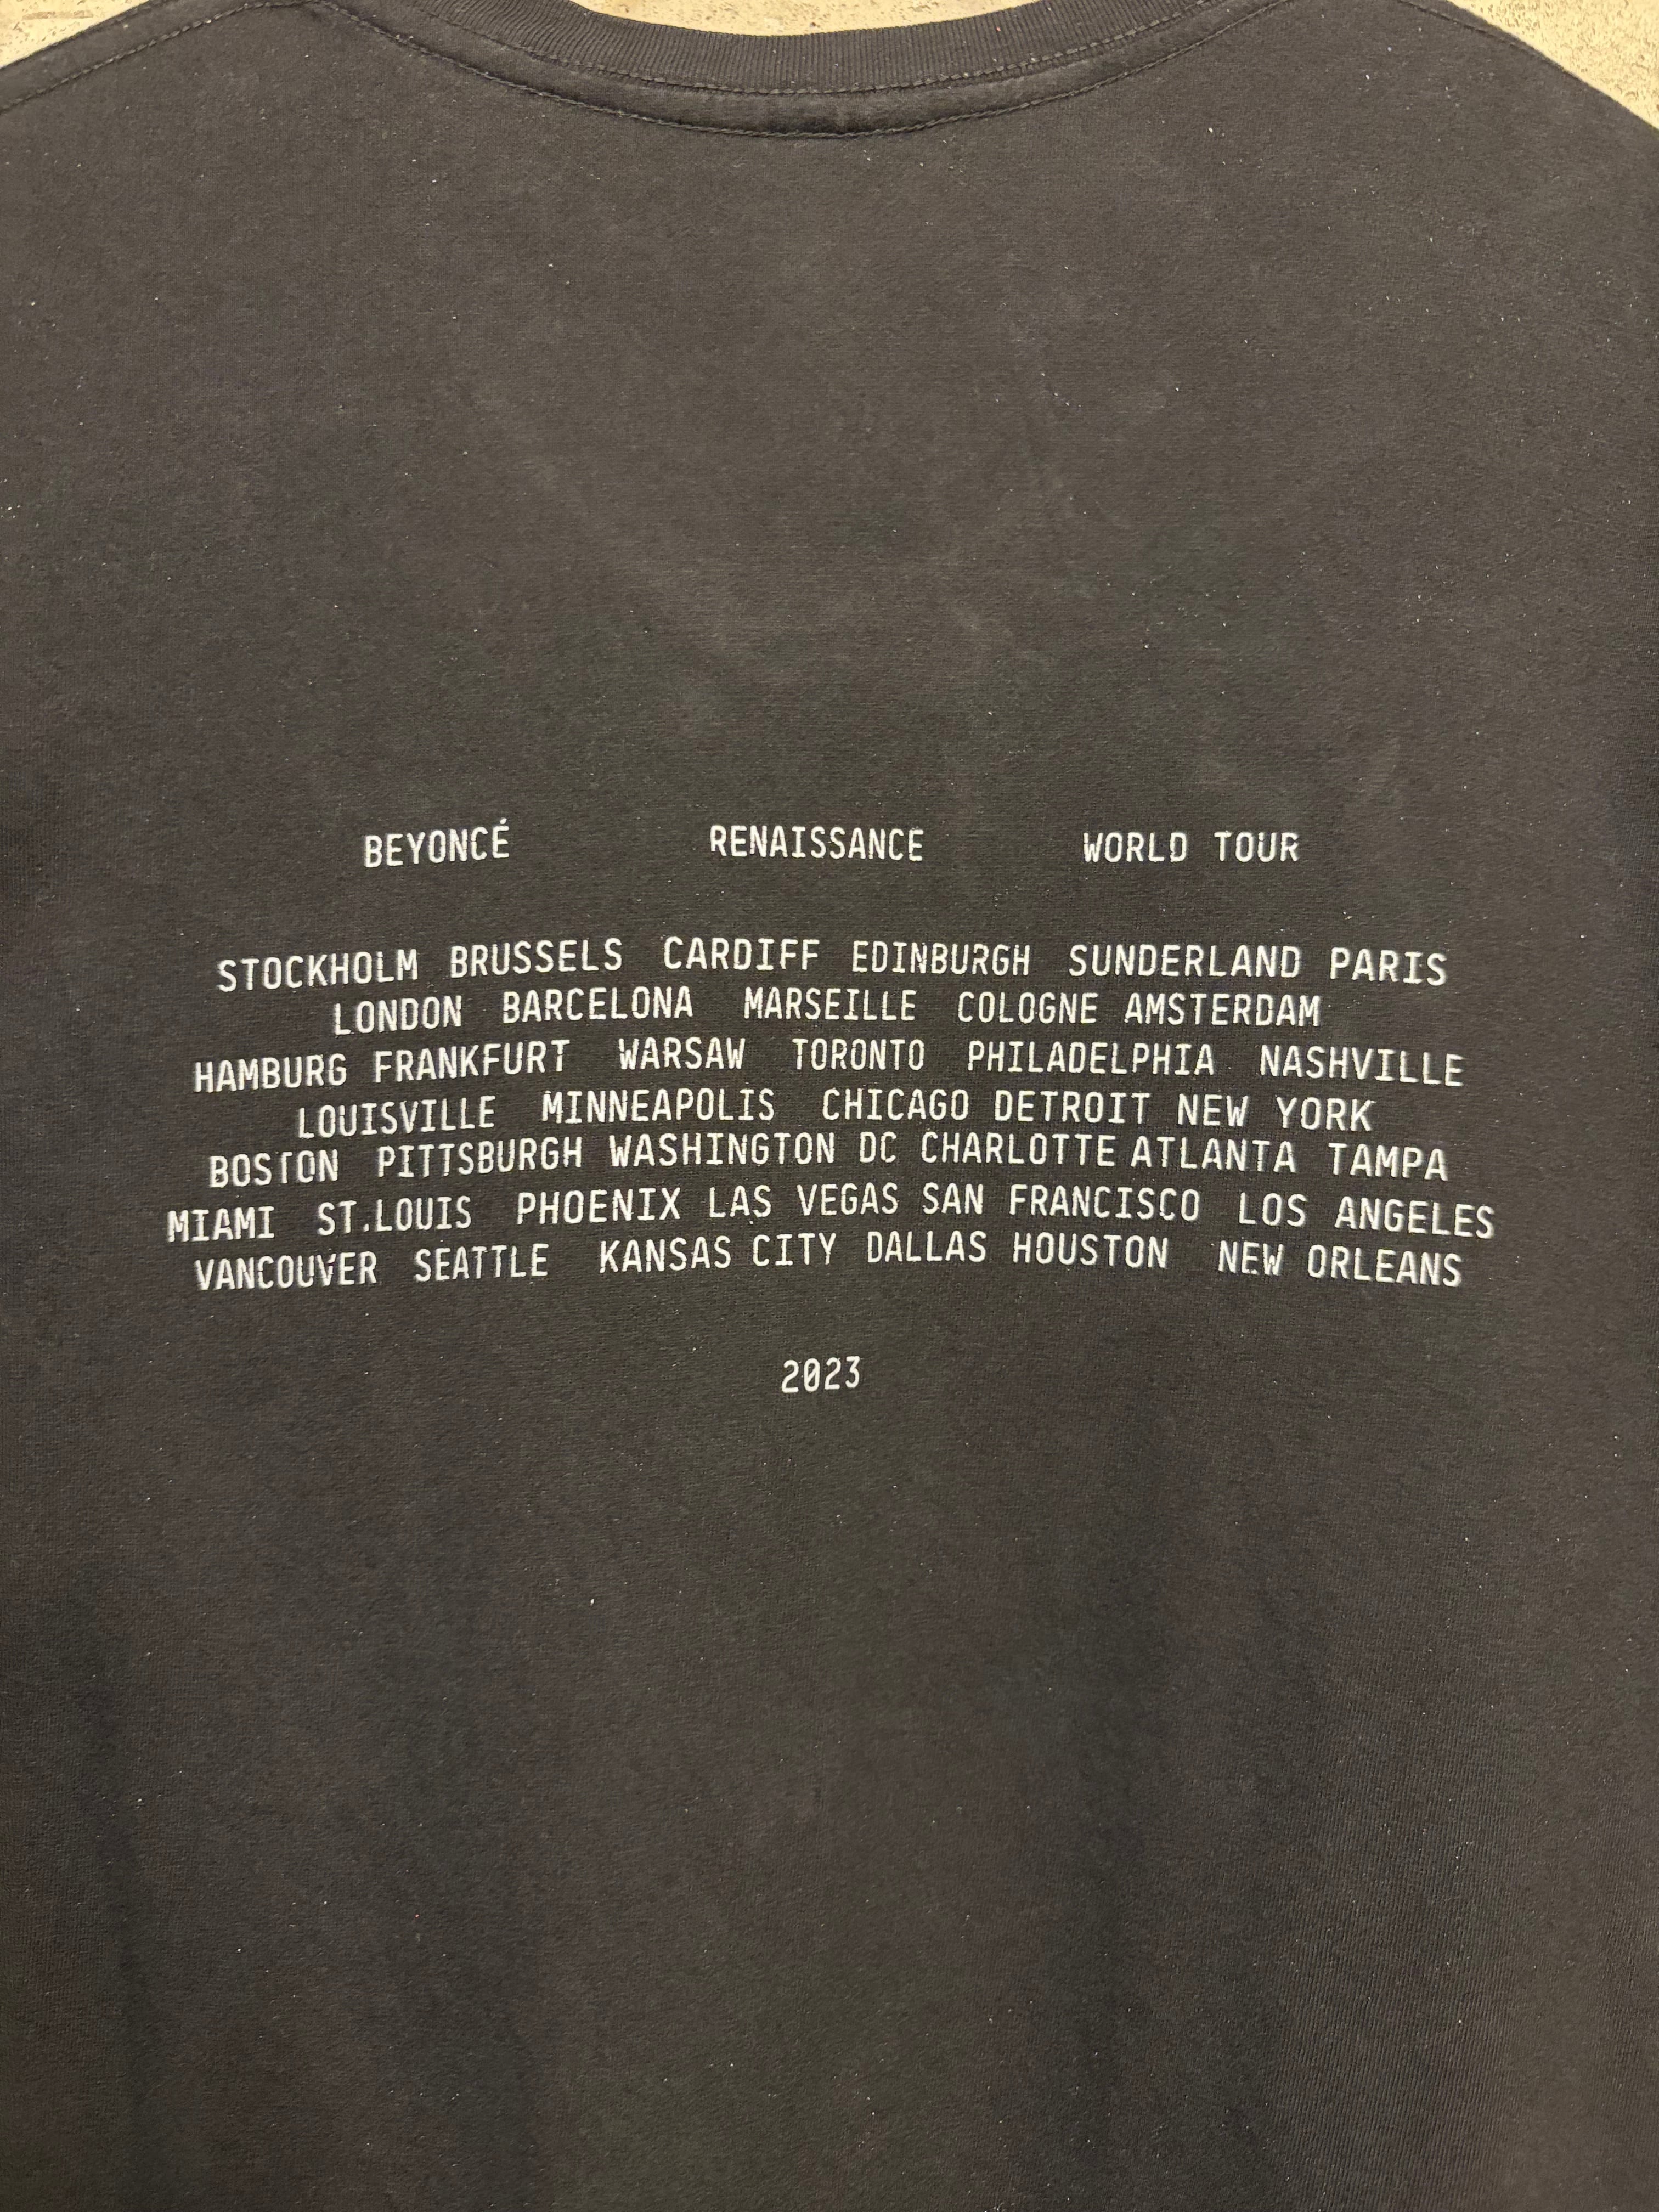 BEYONCÉ RENAISSANCE WORLD TOUR
STOCKHOLM BRUSSELS CARDIFF EDINBURGH SUNDERLAND PARIS
LONDON BARCELONA MARSEILLE COLOGNE AMSTERDAM
HAMBURG FRANKFURT WARSAW TORONTO PHILADELPHIA NASHVILLE
LOUISVILLE MINNEAPOLIS CHICAGO DETROIT NEW YORK
BOSTON PITTSBURGH WASHINGTON DC CHARLOTTE ATLANTA TAMPA
MIAMI ST.LOUIS PHOENIX LAS VEGAS SAN FRANCISCO LOS ANGELES
VANCOUVER SEATTLE KANSAS CITY DALLAS HOUSTON NEW ORLEANS
2023